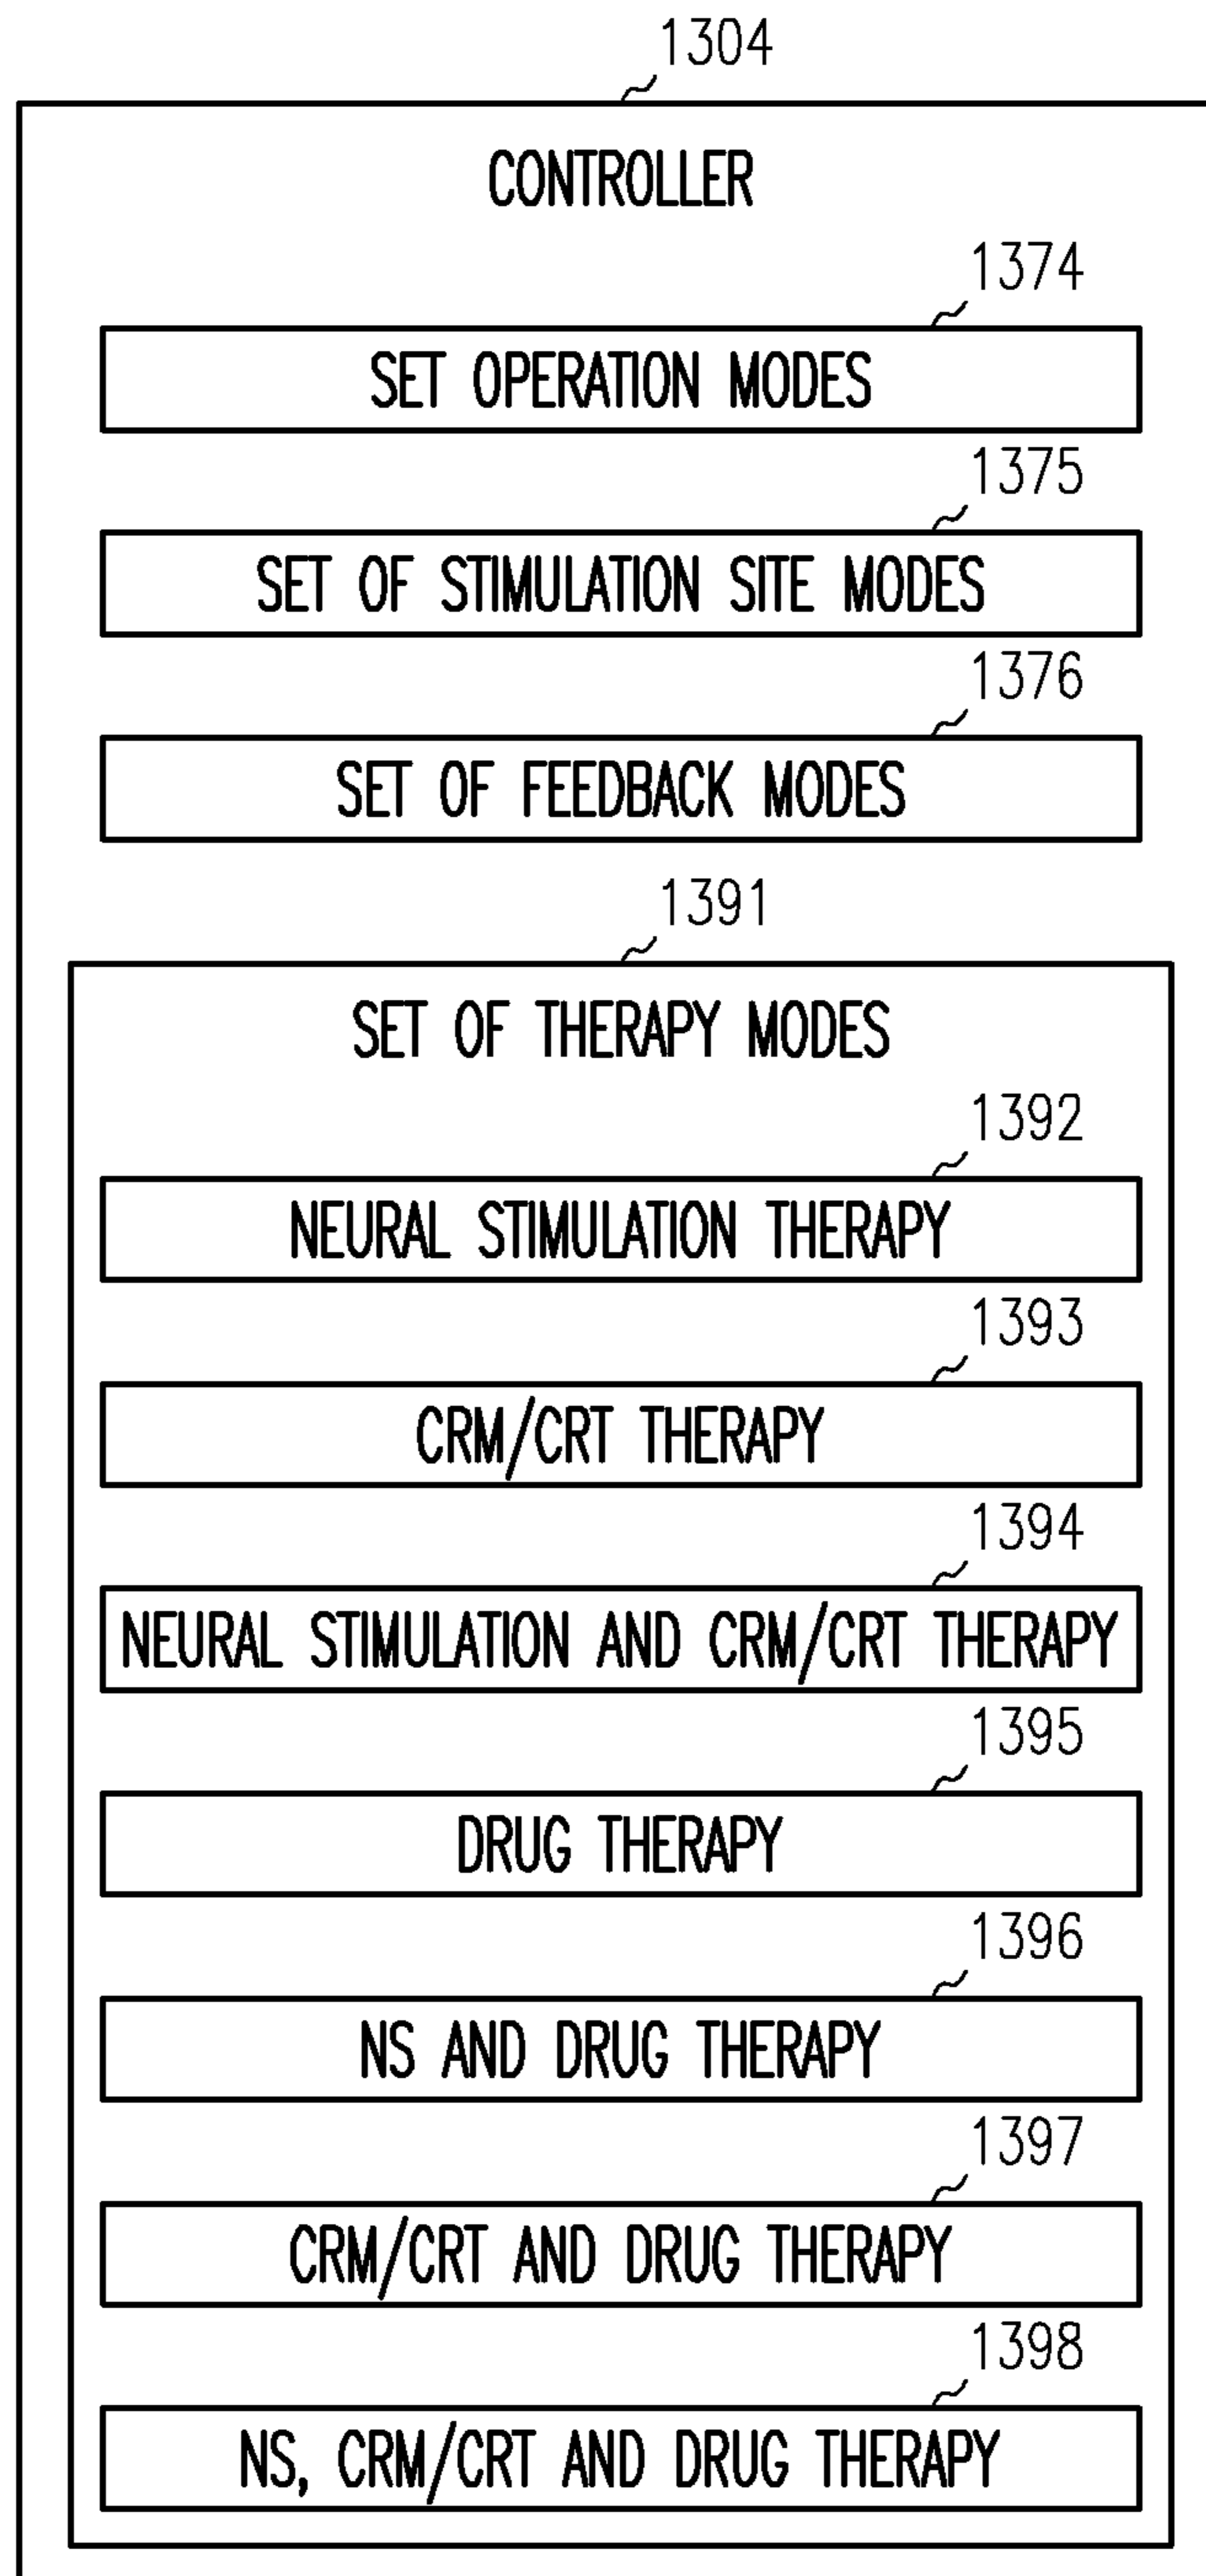 1304
CONTROLLER
1374
SET OPERATION MODES
1375
SET OF STIMULATION SITE MODES
1376
SET OF FEEDBACK MODES
1391
SET OF THERAPY MODES
1392
NEURAL STIMULATION THERAPY
1393
CRM/CRT THERAPY
1394
NEURAL STIMULATION AND CRM/CRT THERAPY
1395
DRUG THERAPY
1396
NS AND DRUG THERAPY
1397
CRM/CRT AND DRUG THERAPY
1398
NS, CRM/CRT AND DRUG THERAPY